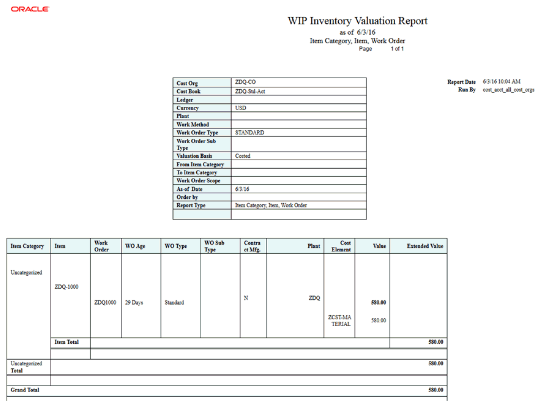 ORACLE
WIP Inventory Valuation Report
as of 6/3/16
Item Category, Item, Work Order
Page 1 of 1
Report Date 6/3/16 10:04 AM
Run By cost_acct_all_cost_orgs
Cost Org ZDQ-CO
Cost Book ZDQ-Std-Act
Ledger
Currency USD
Plant
Work Method
Work Order Type STANDARD
Work Order Sub
Type
Valuation Basis Costed
From Item Category
To Item Category
Work Order Scope
As-of Date 6/3/16
Order by
Report Type Item Category, Item, Work Order
Item Category Item Work Order WO Age WO Type WO Sub Type Contra ct Mfg. Plant Cost Element Value Extended Value
Uncategorized
ZDQ-1000
ZDQ1000 29 Days Standard N ZDQ 580.00
ZCST-MA TERIAL 580.00
Item Total 580.00
Uncategorized Total 580.00
Grand Total 580.00